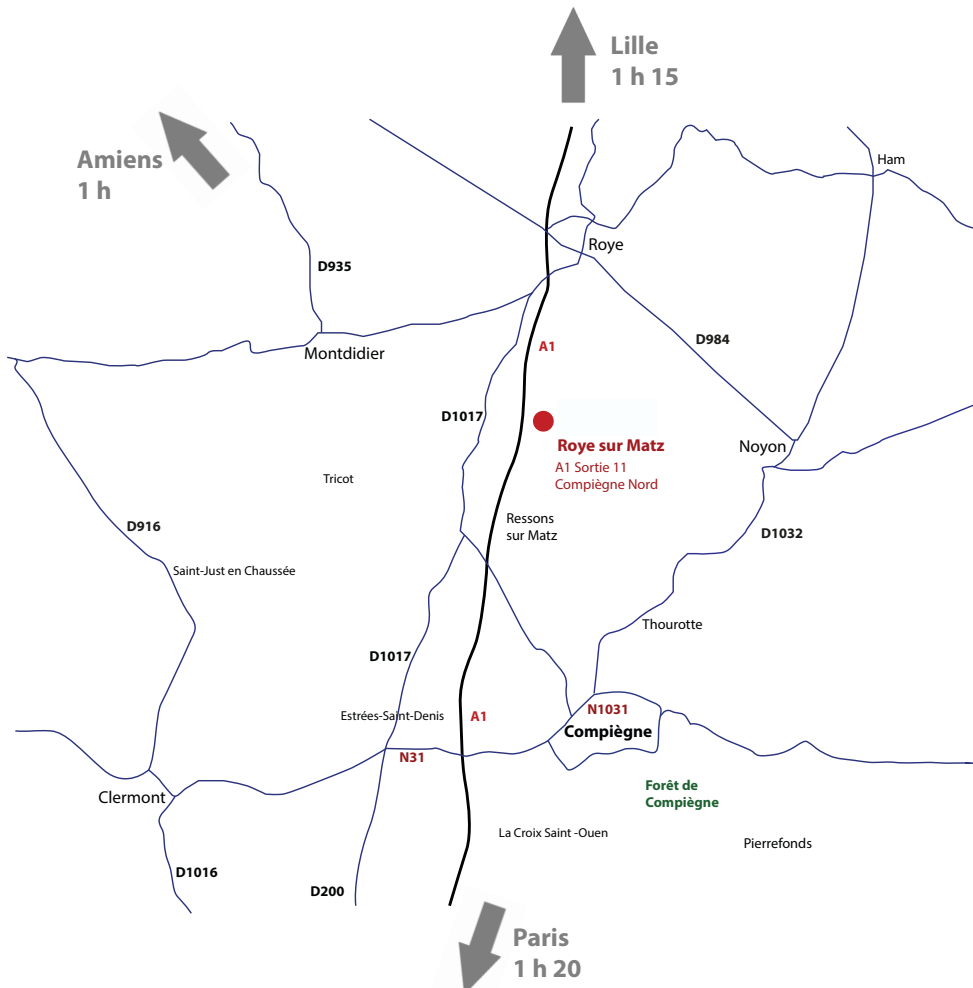 Lille
1 h 15
Amiens
1 h
Ham
Roye
D935
D984
A1
Montdidier
D1017
Roye sur Matz
A1 Sortie 11
Compiègne Nord
Noyon
Tricot
Ressons
sur Matz
D916
D1032
Saint-Just en Chaussée
Thourotte
D1017
Estrées-Saint-Denis
A1
N1031
Compiègne
N31
Clermont
Forêt de
Compiègne
La Croix Saint -Ouen
Pierrefonds
D1016
D200
Paris
1 h 20